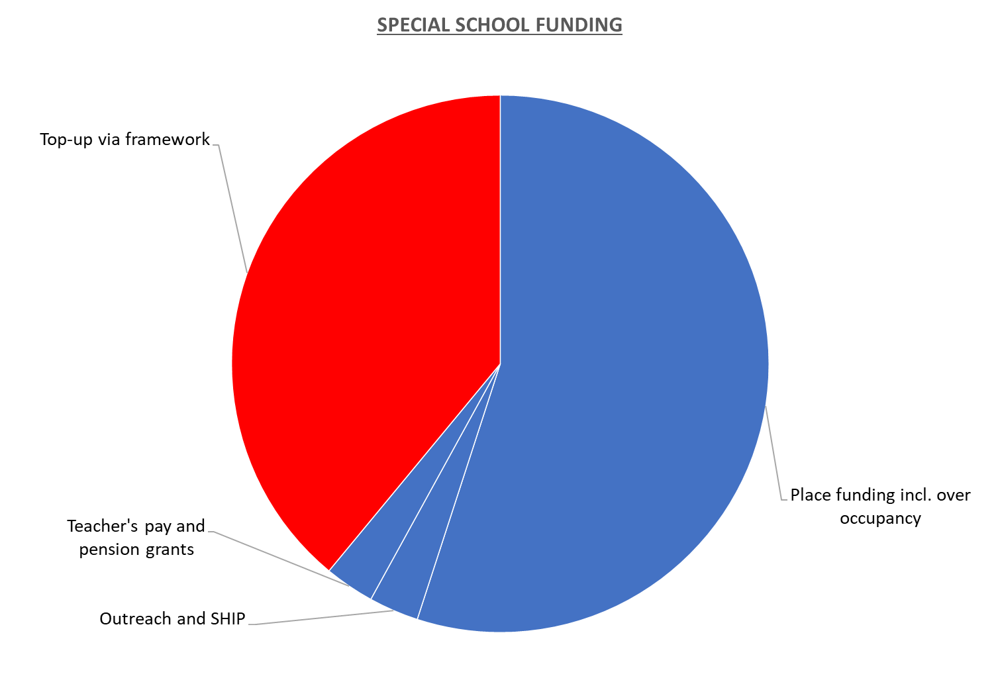 SPECIAL SCHOOL FUNDING
Top-up via framework
Place funding incl. over
occupancy
Teacher's pay and
pension grants
Outreach and SHIP